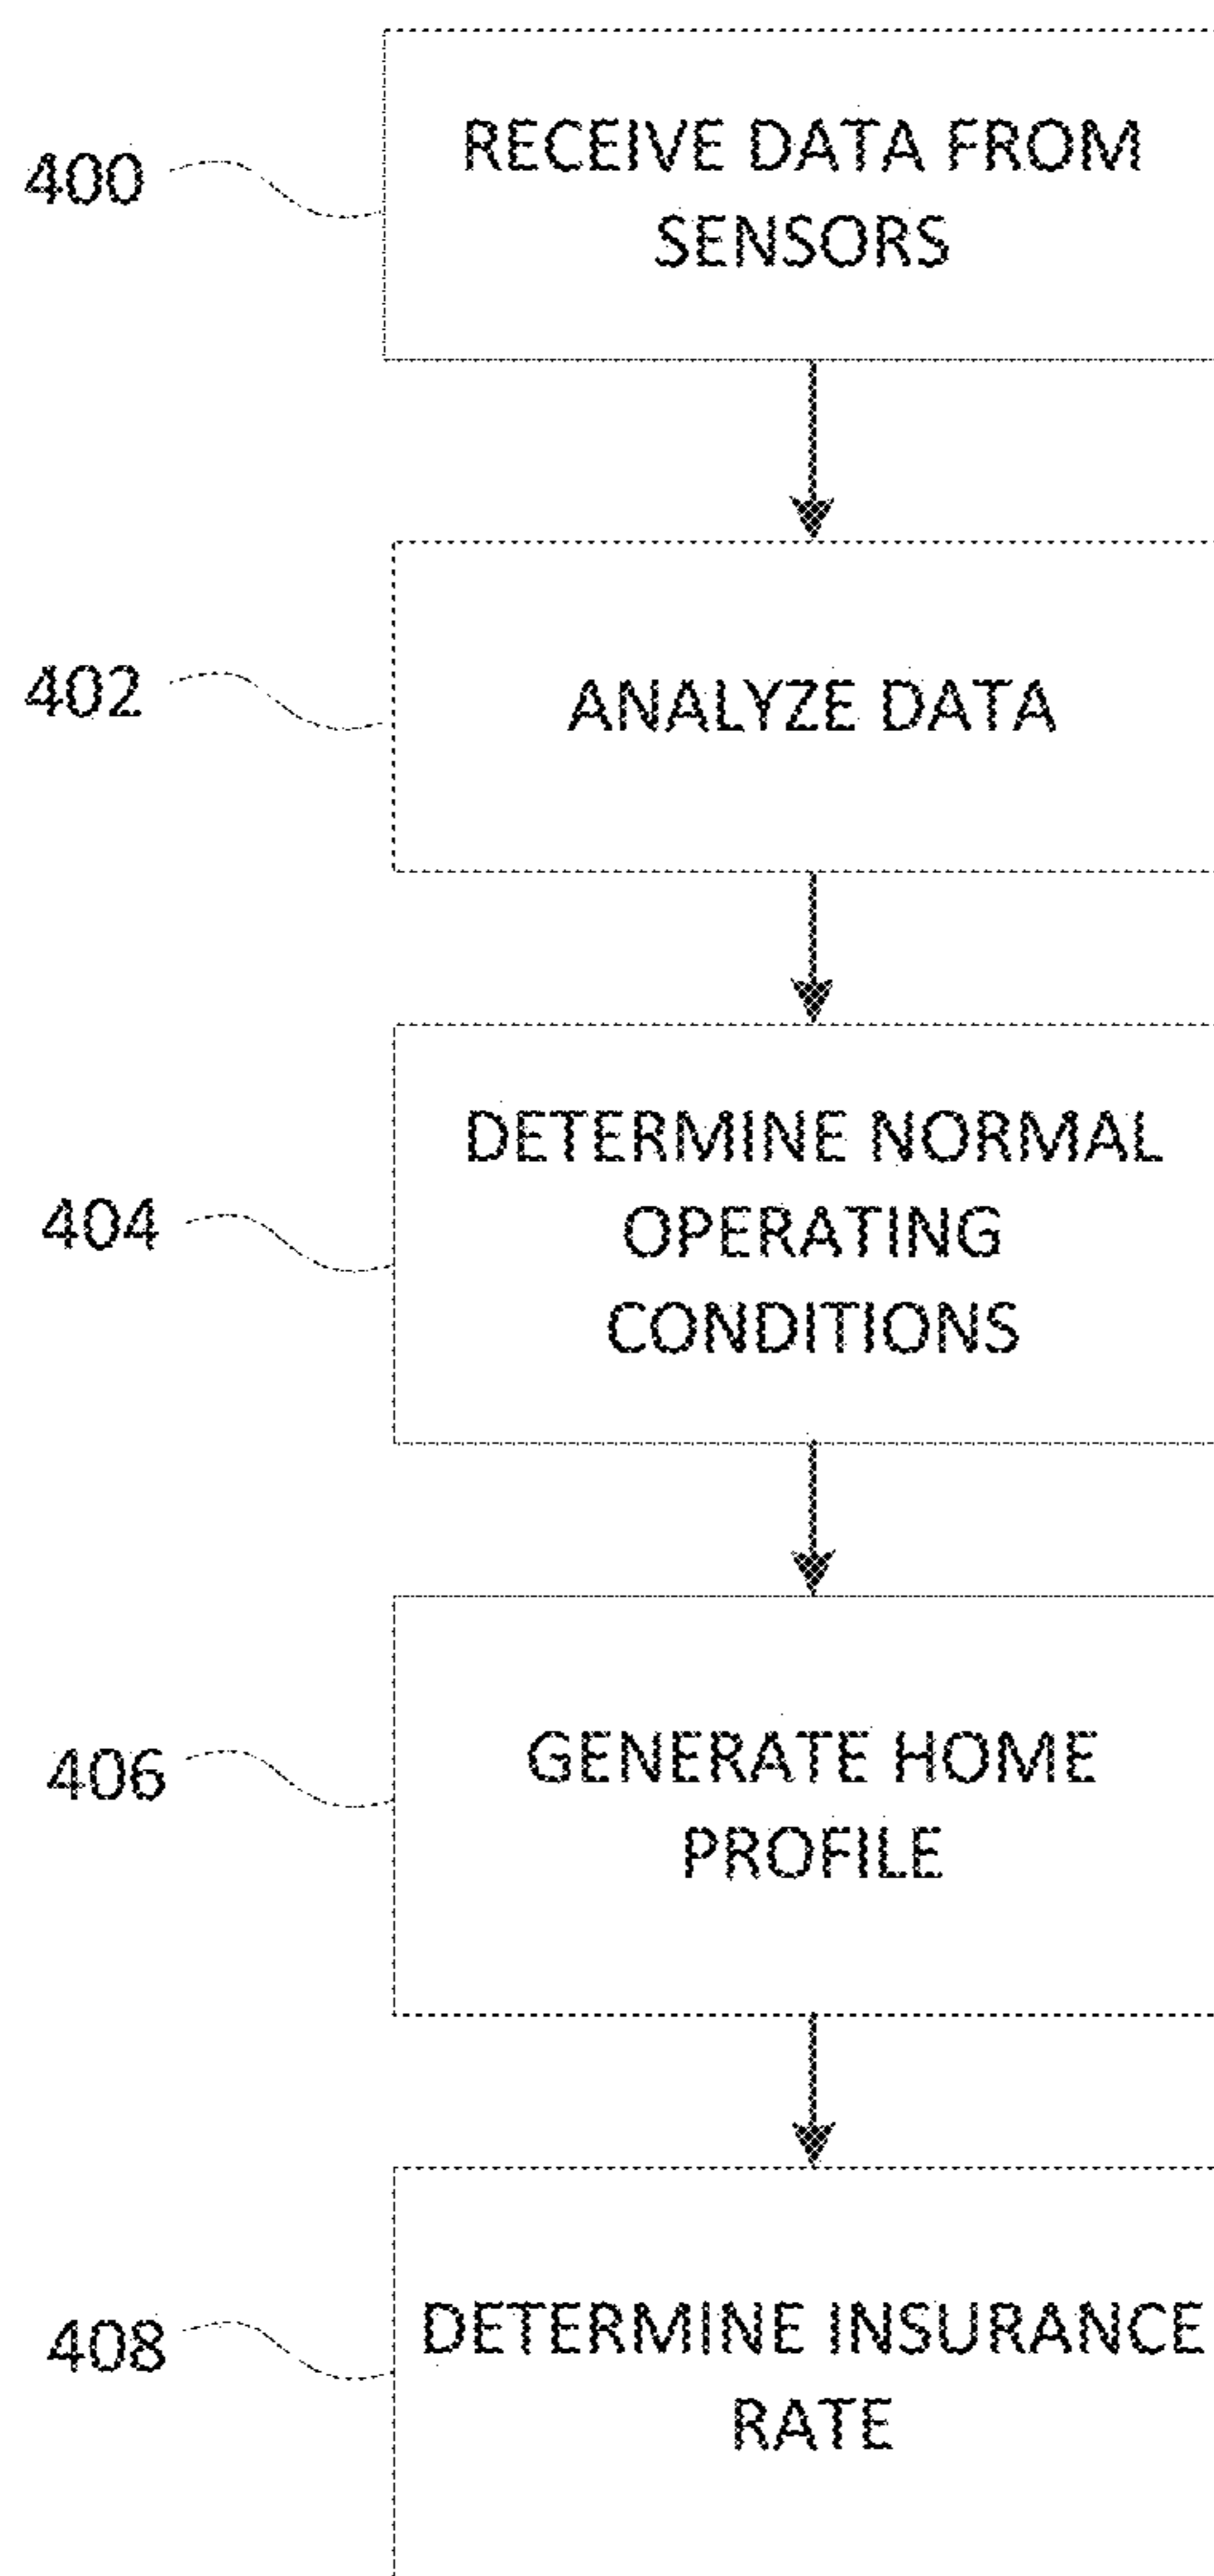 400
RECEIVE DATA FROM
SENSORS
402
ANALYZE DATA
404
DETERMINE NORMAL
OPERATING
CONDITIONS
406
GENERATE HOME
PROFILE
408
DETERMINE INSURANCE
RATE